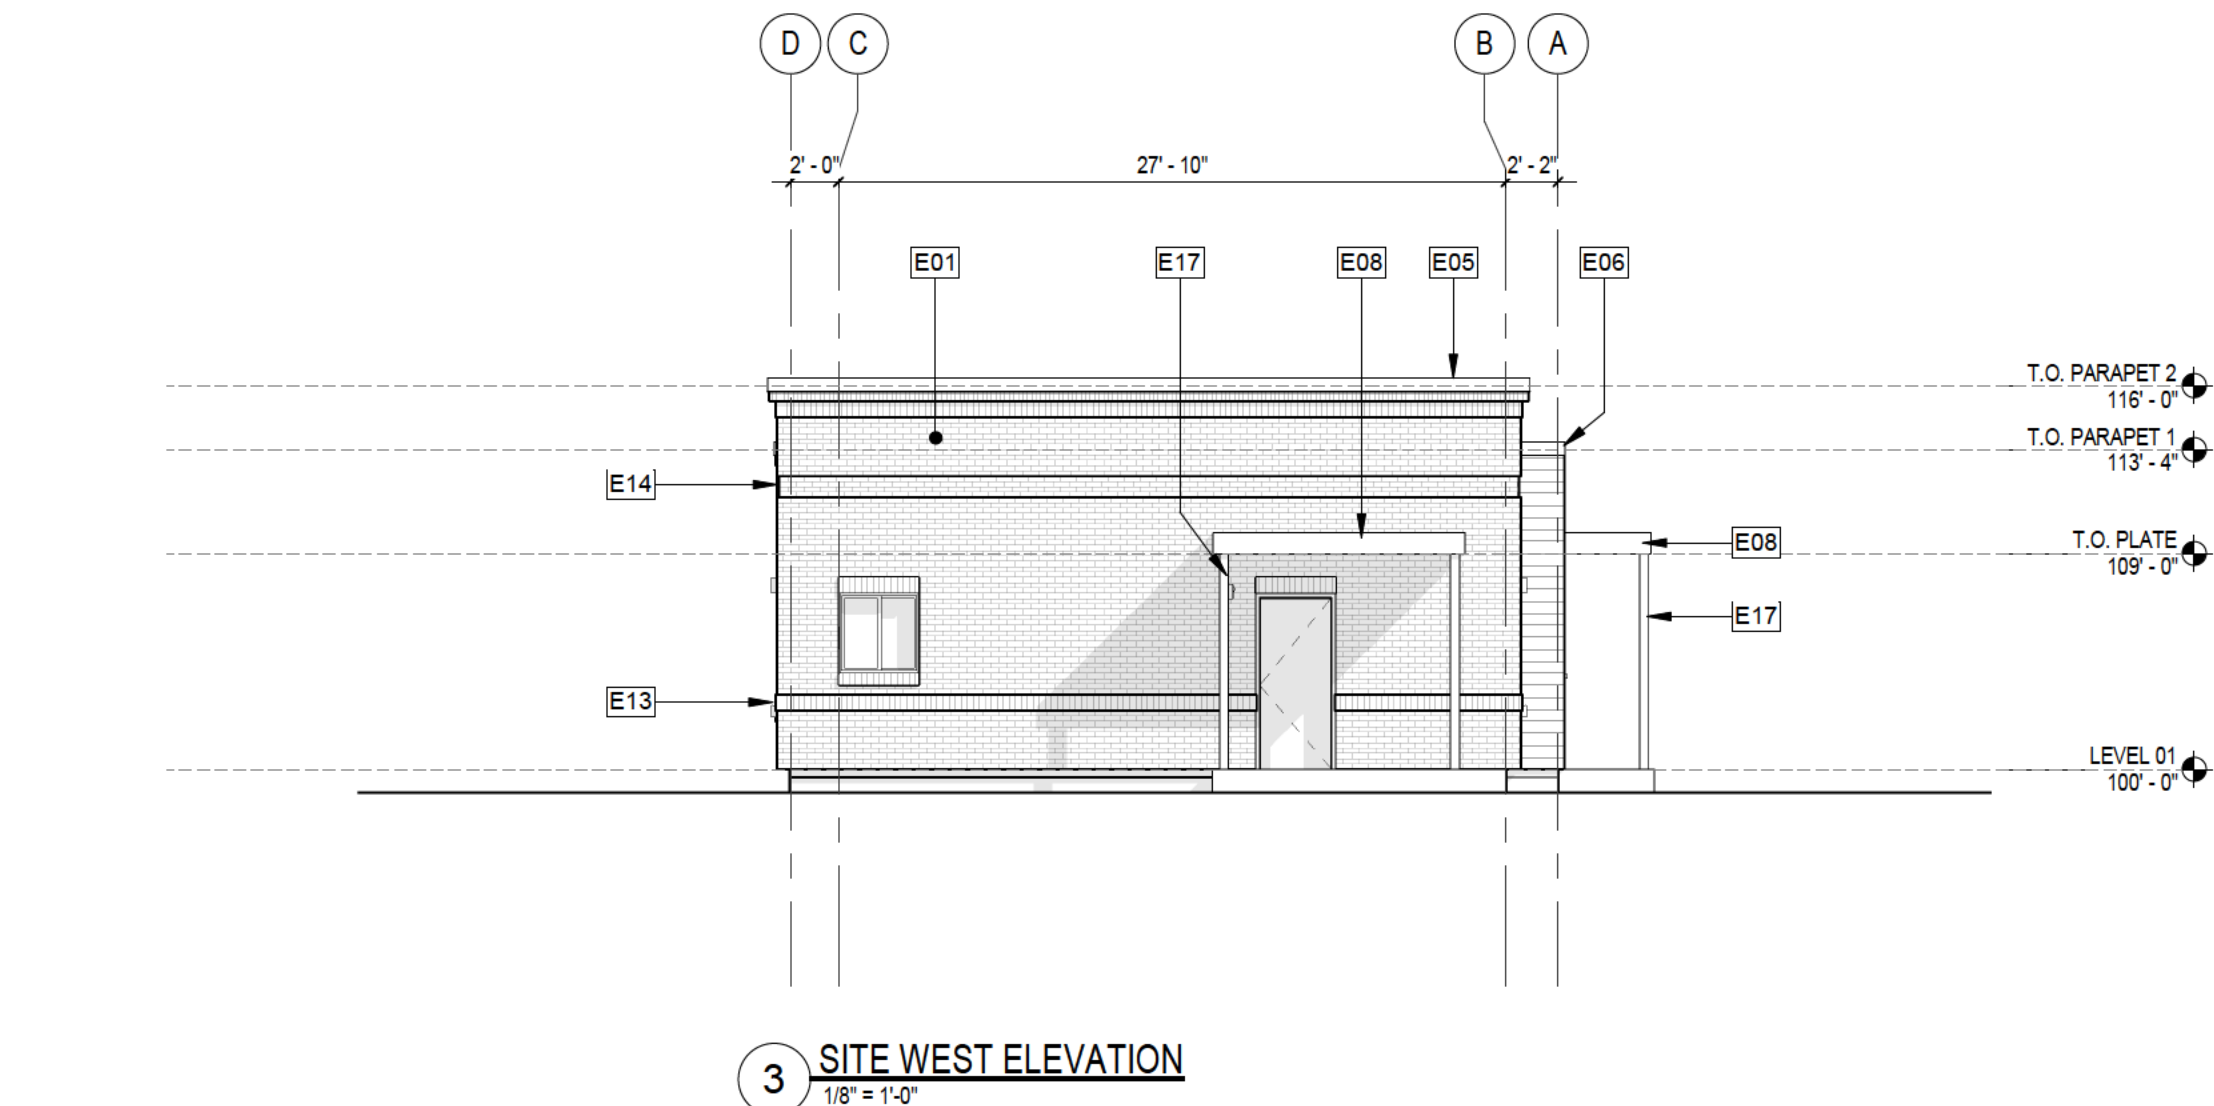 D C B A
2' - 0" 27' - 10" 2' - 2"
E01 E17 E08 E05 E06
T.O. PARAPET 2
116' - 0"
T.O. PARAPET 1
113' - 4"
E14
T.O. PLATE
109' - 0"
E08
E17
E13
LEVEL 01
100' - 0"
3 SITE WEST ELEVATION
1/8" = 1'-0"